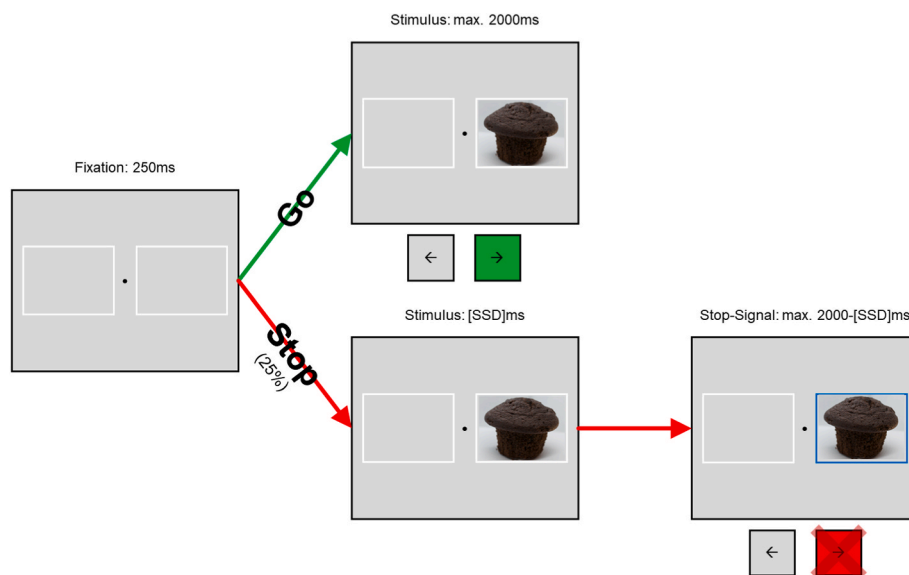 Stimulus: max. 2000ms
Fixation: 250ms
Go
← →
Stimulus: [SSD]ms
Stop-Signal: max. 2000-[SSD]ms
Stop
(25%)
← →